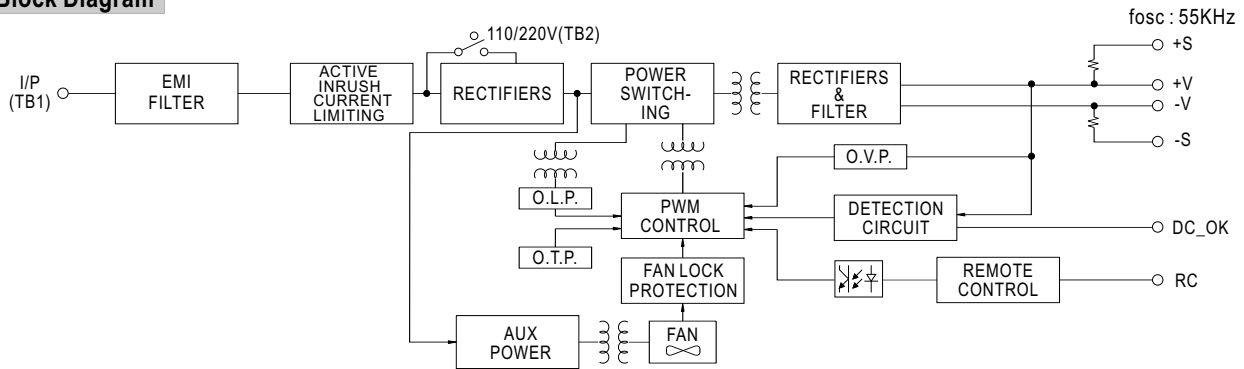 Block Diagram
fosc : 55KHz
I/P
(TB1)
EMI
FILTER
ACTIVE
INRUSH
CURRENT
LIMITING
110/220V(TB2)
RECTIFIERS
POWER
SWITCH-
ING
RECTIFIERS
&
FILTER
+S
+V
-V
-S
O.L.P.
O.T.P.
PWM
CONTROL
O.V.P.
DETECTION
CIRCUIT
DC_OK
FAN LOCK
PROTECTION
REMOTE
CONTROL
RC
AUX
POWER
FAN